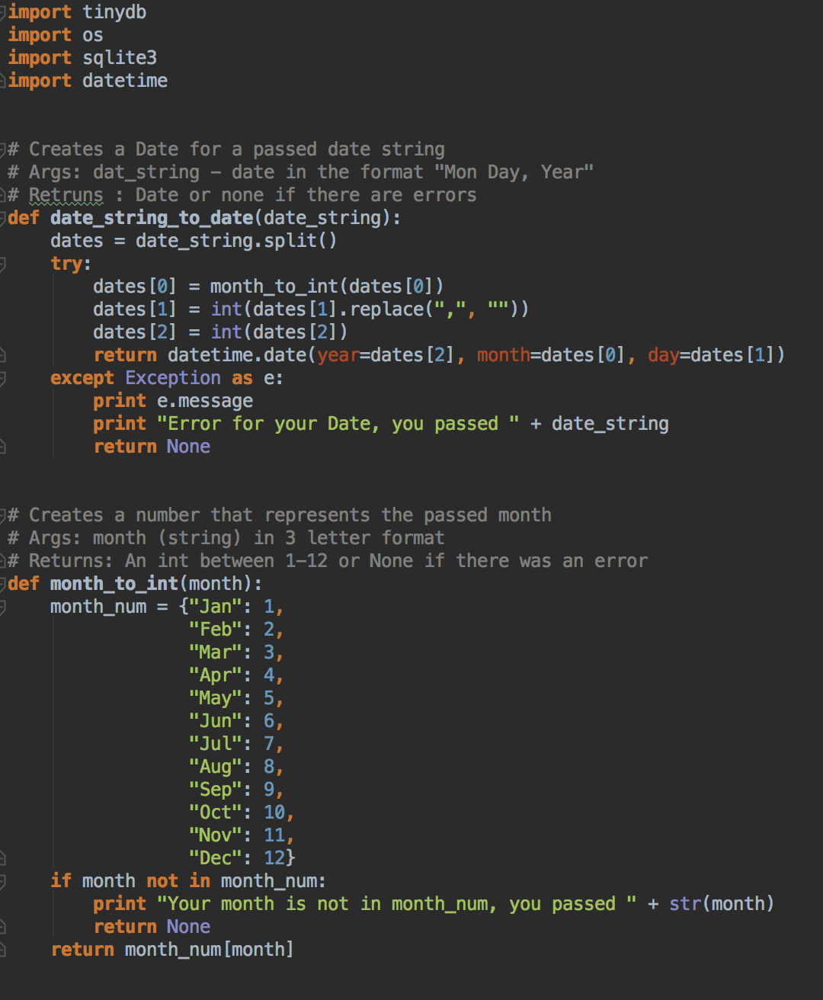 import tinydb
import os
import sqlite3
import datetime
# Creates a Date for a passed date string
# Args: dat_string – date in the format "Mon Day, Year"
# Retruns : Date or none if there are errors
def date_string_to_date(date_string):
    dates = date_string.split()
    try:
        dates[0] = month_to_int(dates[0])
        dates[1] = int(dates[1].replace(",", ""))
        dates[2] = int(dates[2])
        return datetime.date(year=dates[2], month=dates[0], day=dates[1])
    except Exception as e:
        print e.message
        print "Error for your Date, you passed " + date_string
        return None
# Creates a number that represents the passed month
# Args: month (string) in 3 letter format
# Returns: An int between 1–12 or None if there was an error
def month_to_int(month):
    month_num = {"Jan": 1,
                 "Feb": 2,
                 "Mar": 3,
                 "Apr": 4,
                 "May": 5,
                 "Jun": 6,
                 "Jul": 7,
                 "Aug": 8,
                 "Sep": 9,
                 "Oct": 10,
                 "Nov": 11,
                 "Dec": 12}
    if month not in month_num:
        print "Your month is not in month_num, you passed " + str(month)
        return None
    return month_num[month]